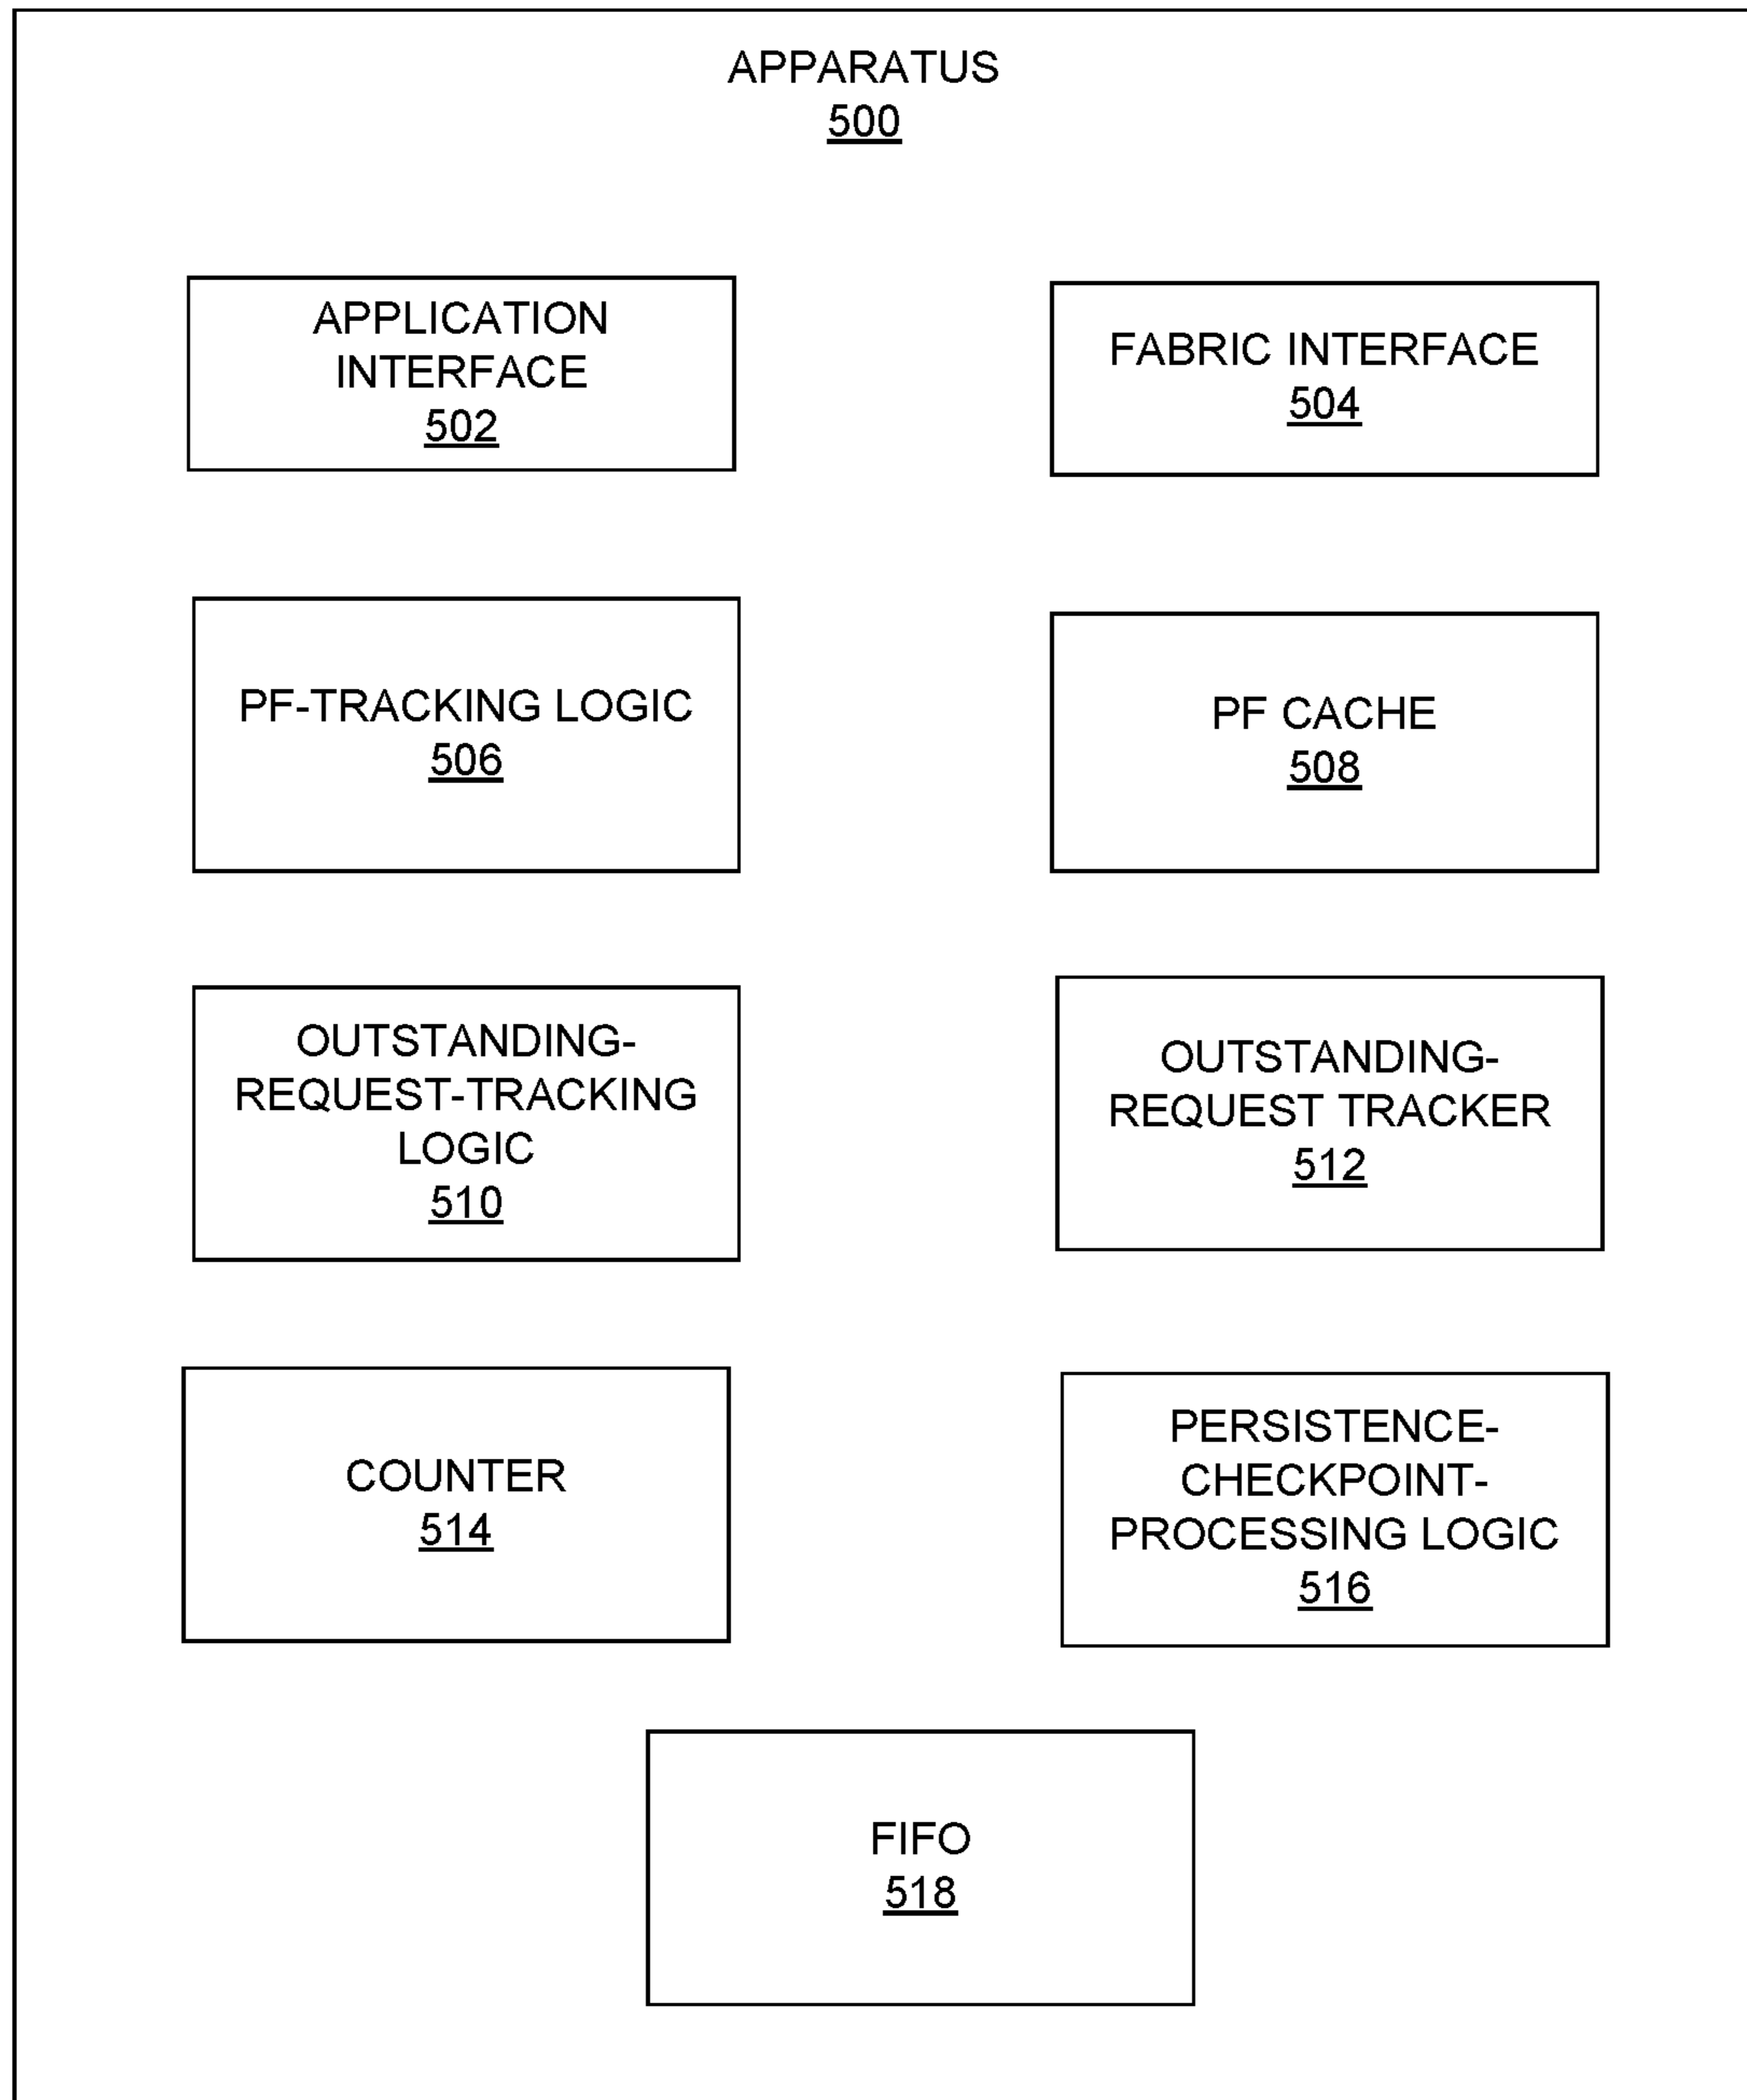 APPARATUS
500
APPLICATION
INTERFACE
502
FABRIC INTERFACE
504
PF-TRACKING LOGIC
506
PF CACHE
508
OUTSTANDING-
REQUEST-TRACKING
LOGIC
510
OUTSTANDING-
REQUEST TRACKER
512
COUNTER
514
PERSISTENCE-
CHECKPOINT-
PROCESSING LOGIC
516
FIFO
518